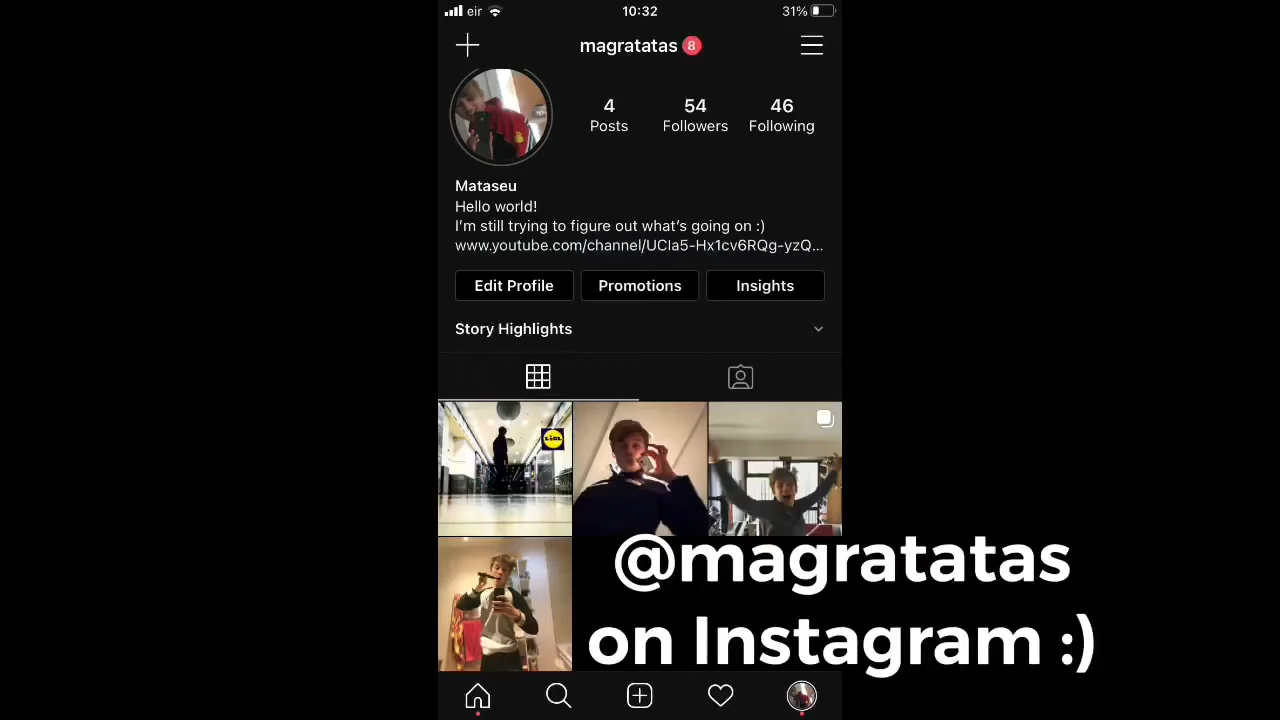 eir 10:32 31%
magratatas 8
4 54 46
Posts Followers Following
Mataseu
Hello world!
I'm still trying to figure out what's going on :)
www.youtube.com/channel/UCla5-Hx1cv6RQg-yzQ...
Edit Profile Promotions Insights
Story Highlights
LIDL
@magratatas
on Instagram :)